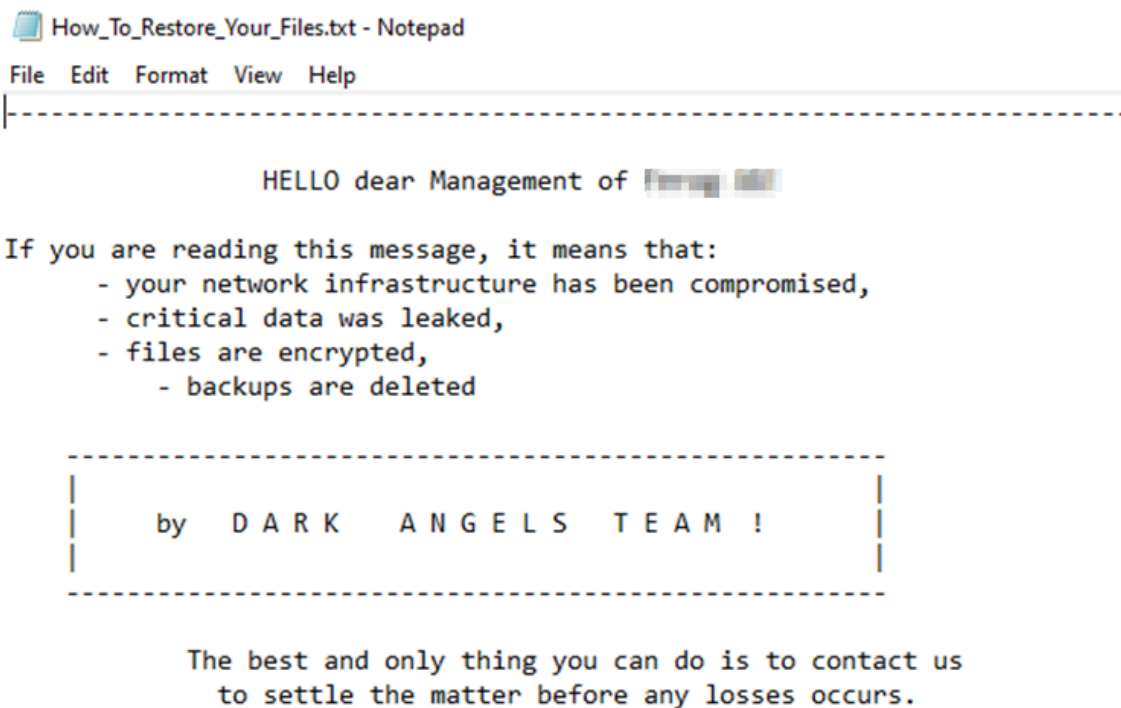 How_To_Restore_Your_Files.txt - Notepad
File Edit Format View Help
--------------------------------------------------------------------------
HELLO dear Management of
If you are reading this message, it means that:
- your network infrastructure has been compromised,
- critical data was leaked,
- files are encrypted,
- backups are deleted
------------------------------------------------------
| |
| by D A R K A N G E L S T E A M ! |
| |
------------------------------------------------------
The best and only thing you can do is to contact us
to settle the matter before any losses occurs.